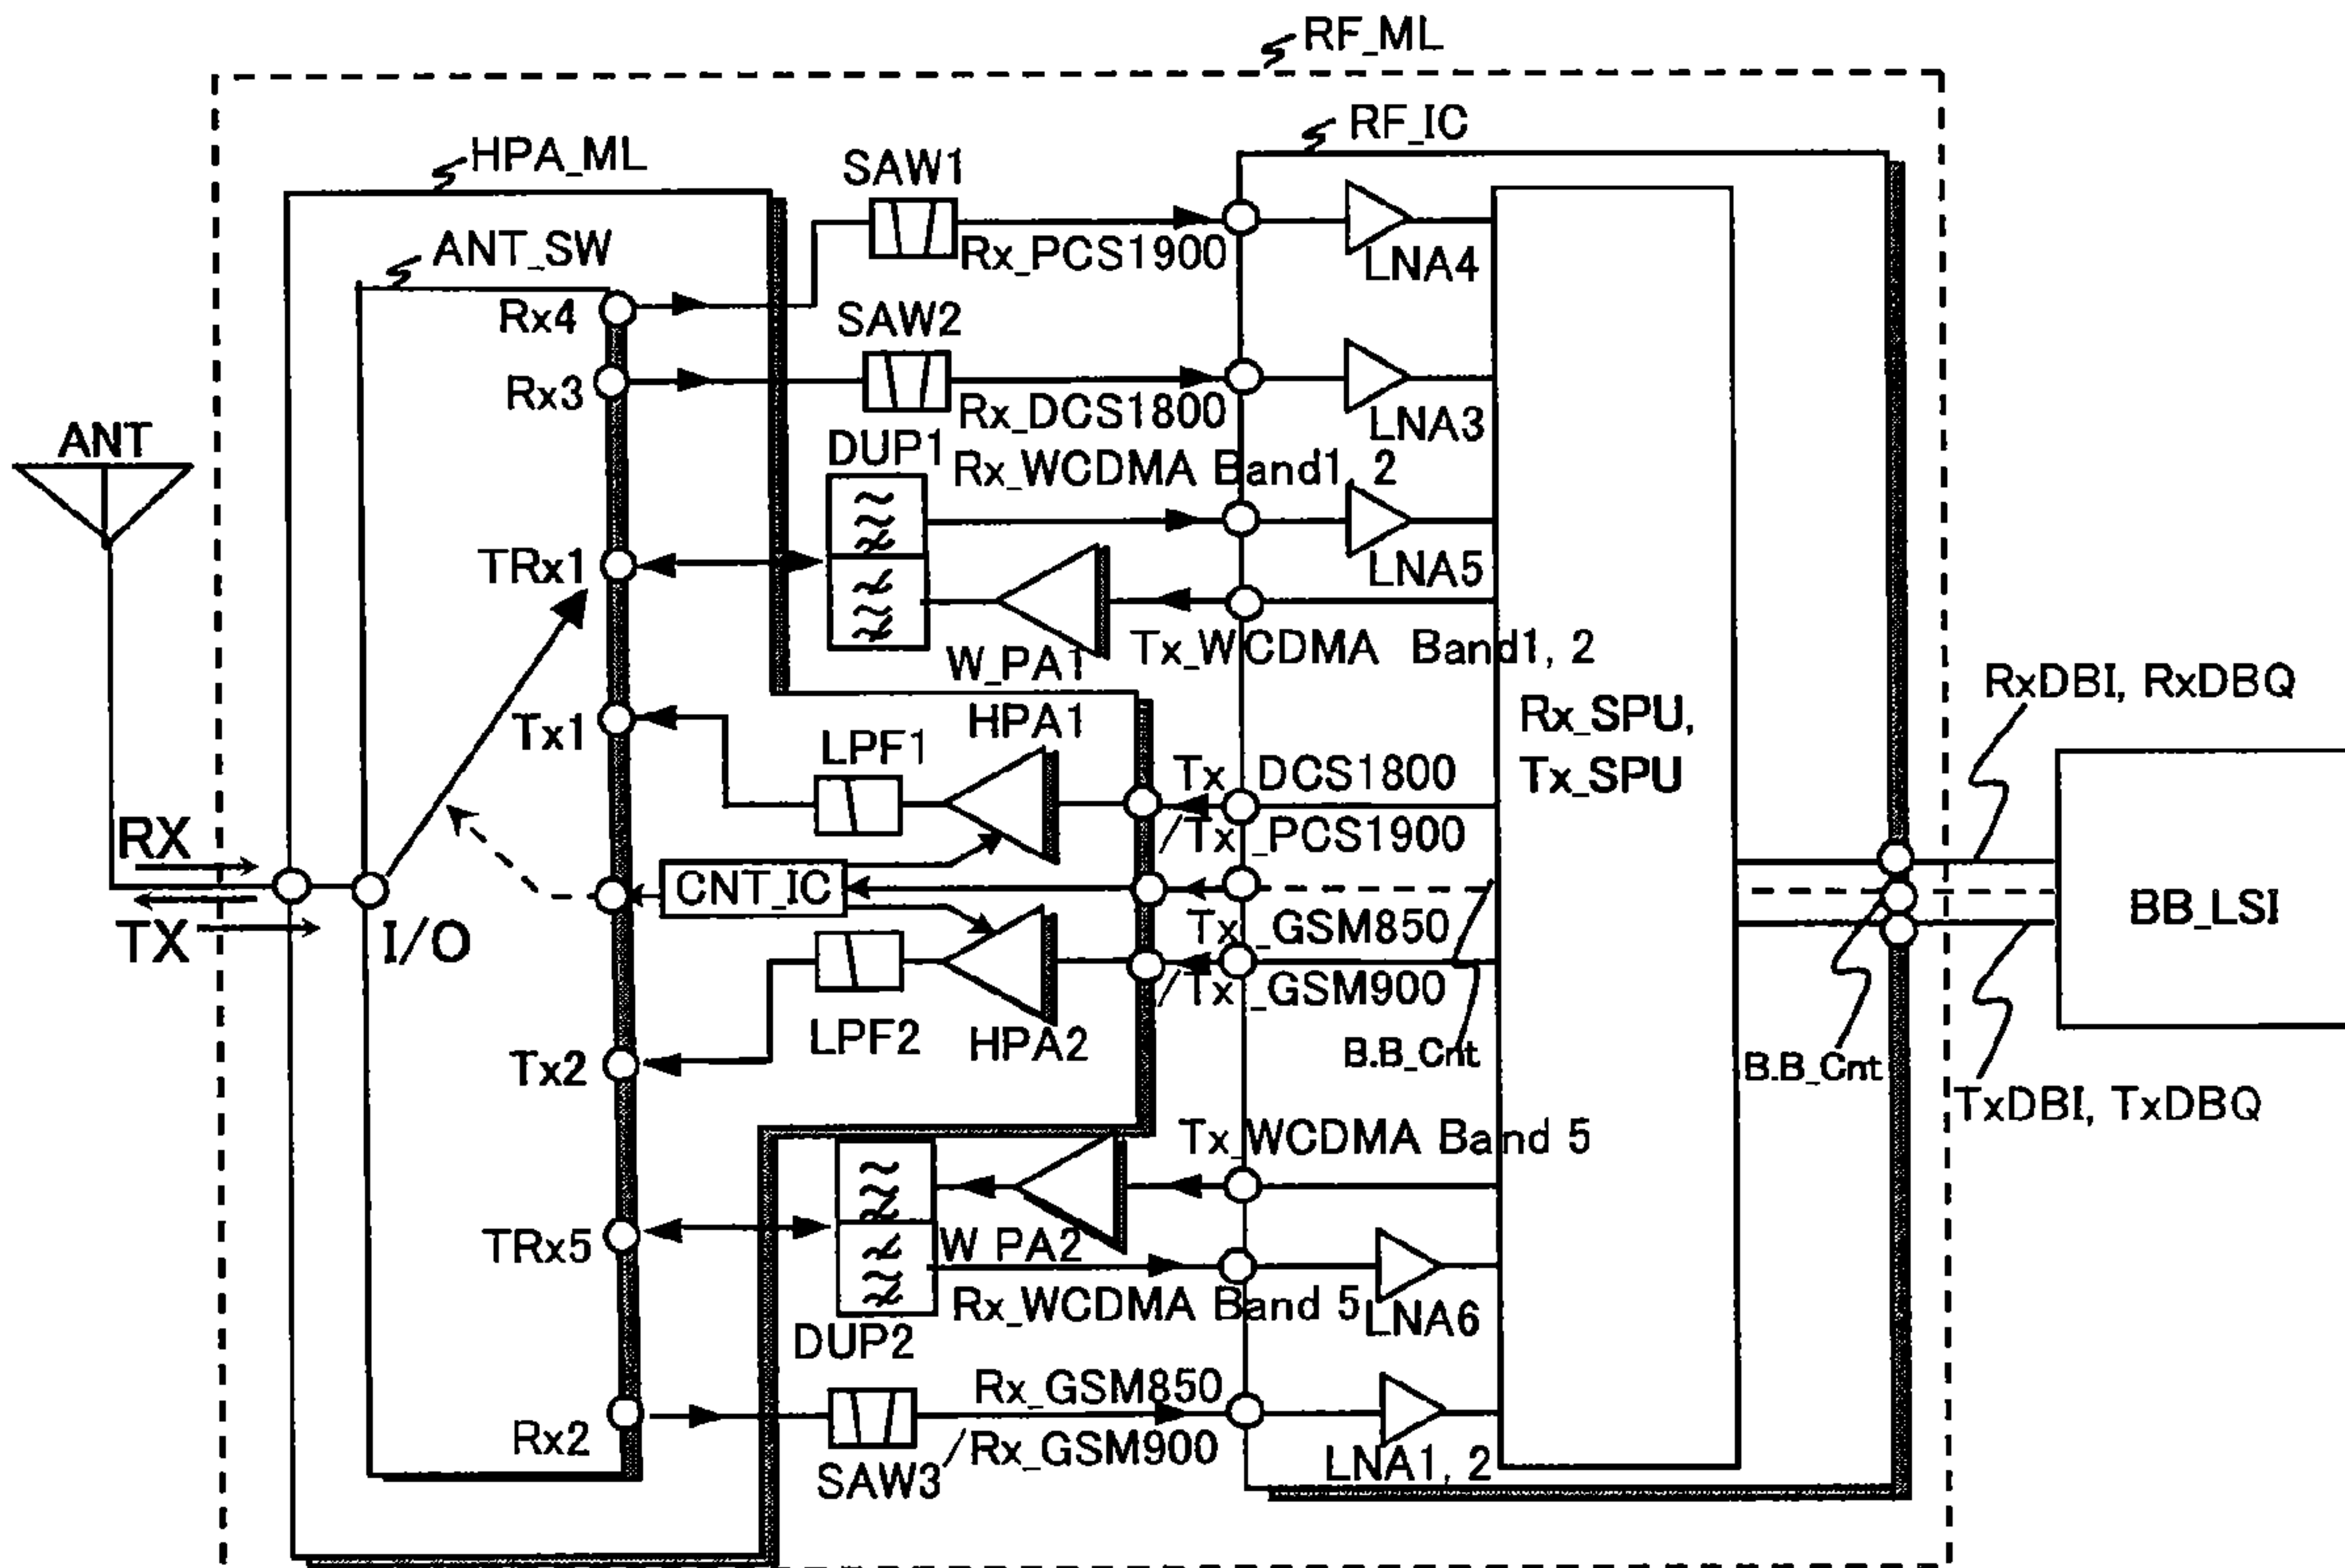 RF_ML
RF_IC
HPA_ML
SAW1
Rx_PCS1900
LNA4
ANT_SW
Rx4
SAW2
Rx3
Rx_DCS1800
LNA3
ANT
DUP1
Rx_WCDMA Band1, 2
TRx1
LNA5
W_PA1
Tx_WCDMA Band1, 2
RxDBI, RxDBQ
Rx_SPU,
Tx_SPU
Tx1
HPA1
LPF1
Tx_DCS1800
/Tx_PCS1900
RX
TX
I/O
CNT_IC
Tx_GSM850
/Tx_GSM900
BB_LSI
LPF2
HPA2
B.B_Cnt
B.B_Cnt
Tx2
TxDBI, TxDBQ
Tx_WCDMA Band 5
TRx5
W_PA2
Rx_WCDMA Band 5
LNA6
DUP2
Rx_GSM850
/Rx_GSM900
Rx2
SAW3
LNA1, 2